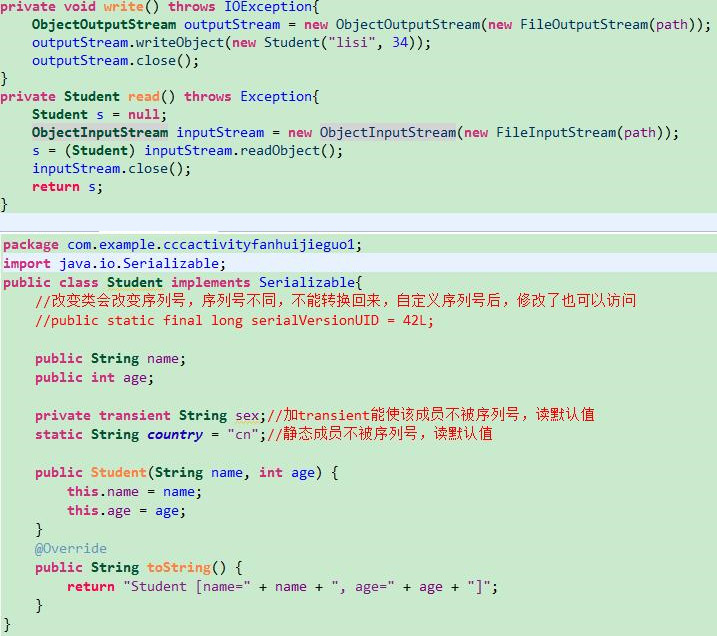 private void write() throws IOException{
    ObjectOutputStream outputStream = new ObjectOutputStream(new FileOutputStream(path));
    outputStream.writeObject(new Student("lisi", 34));
    outputStream.close();
}
private Student read() throws Exception{
    Student s = null;
    ObjectInputStream inputStream = new ObjectInputStream(new FileInputStream(path));
    s = (Student) inputStream.readObject();
    inputStream.close();
    return s;
}
package com.example.cccactivityfanhuijieguo1;
import java.io.Serializable;
public class Student implements Serializable{
    //改变类会改变序列号，序列号不同，不能转换回来，自定义序列号后，修改了也可以访问
    //public static final long serialVersionUID = 42L;
    public String name;
    public int age;
    private transient String sex;//加transient能使该成员不被序列号，读默认值
    static String country = "cn";//静态成员不被序列号，读默认值
    public Student(String name, int age) {
        this.name = name;
        this.age = age;
    }
    @Override
    public String toString() {
        return "Student [name=" + name + ", age=" + age + "]";
    }
}